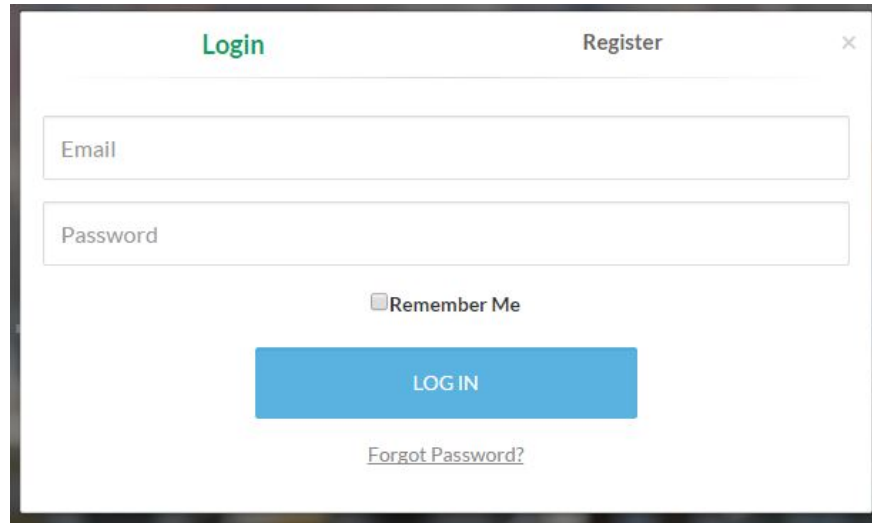 Login Register ×
Email
Password
Remember Me
LOG IN
Forgot Password?